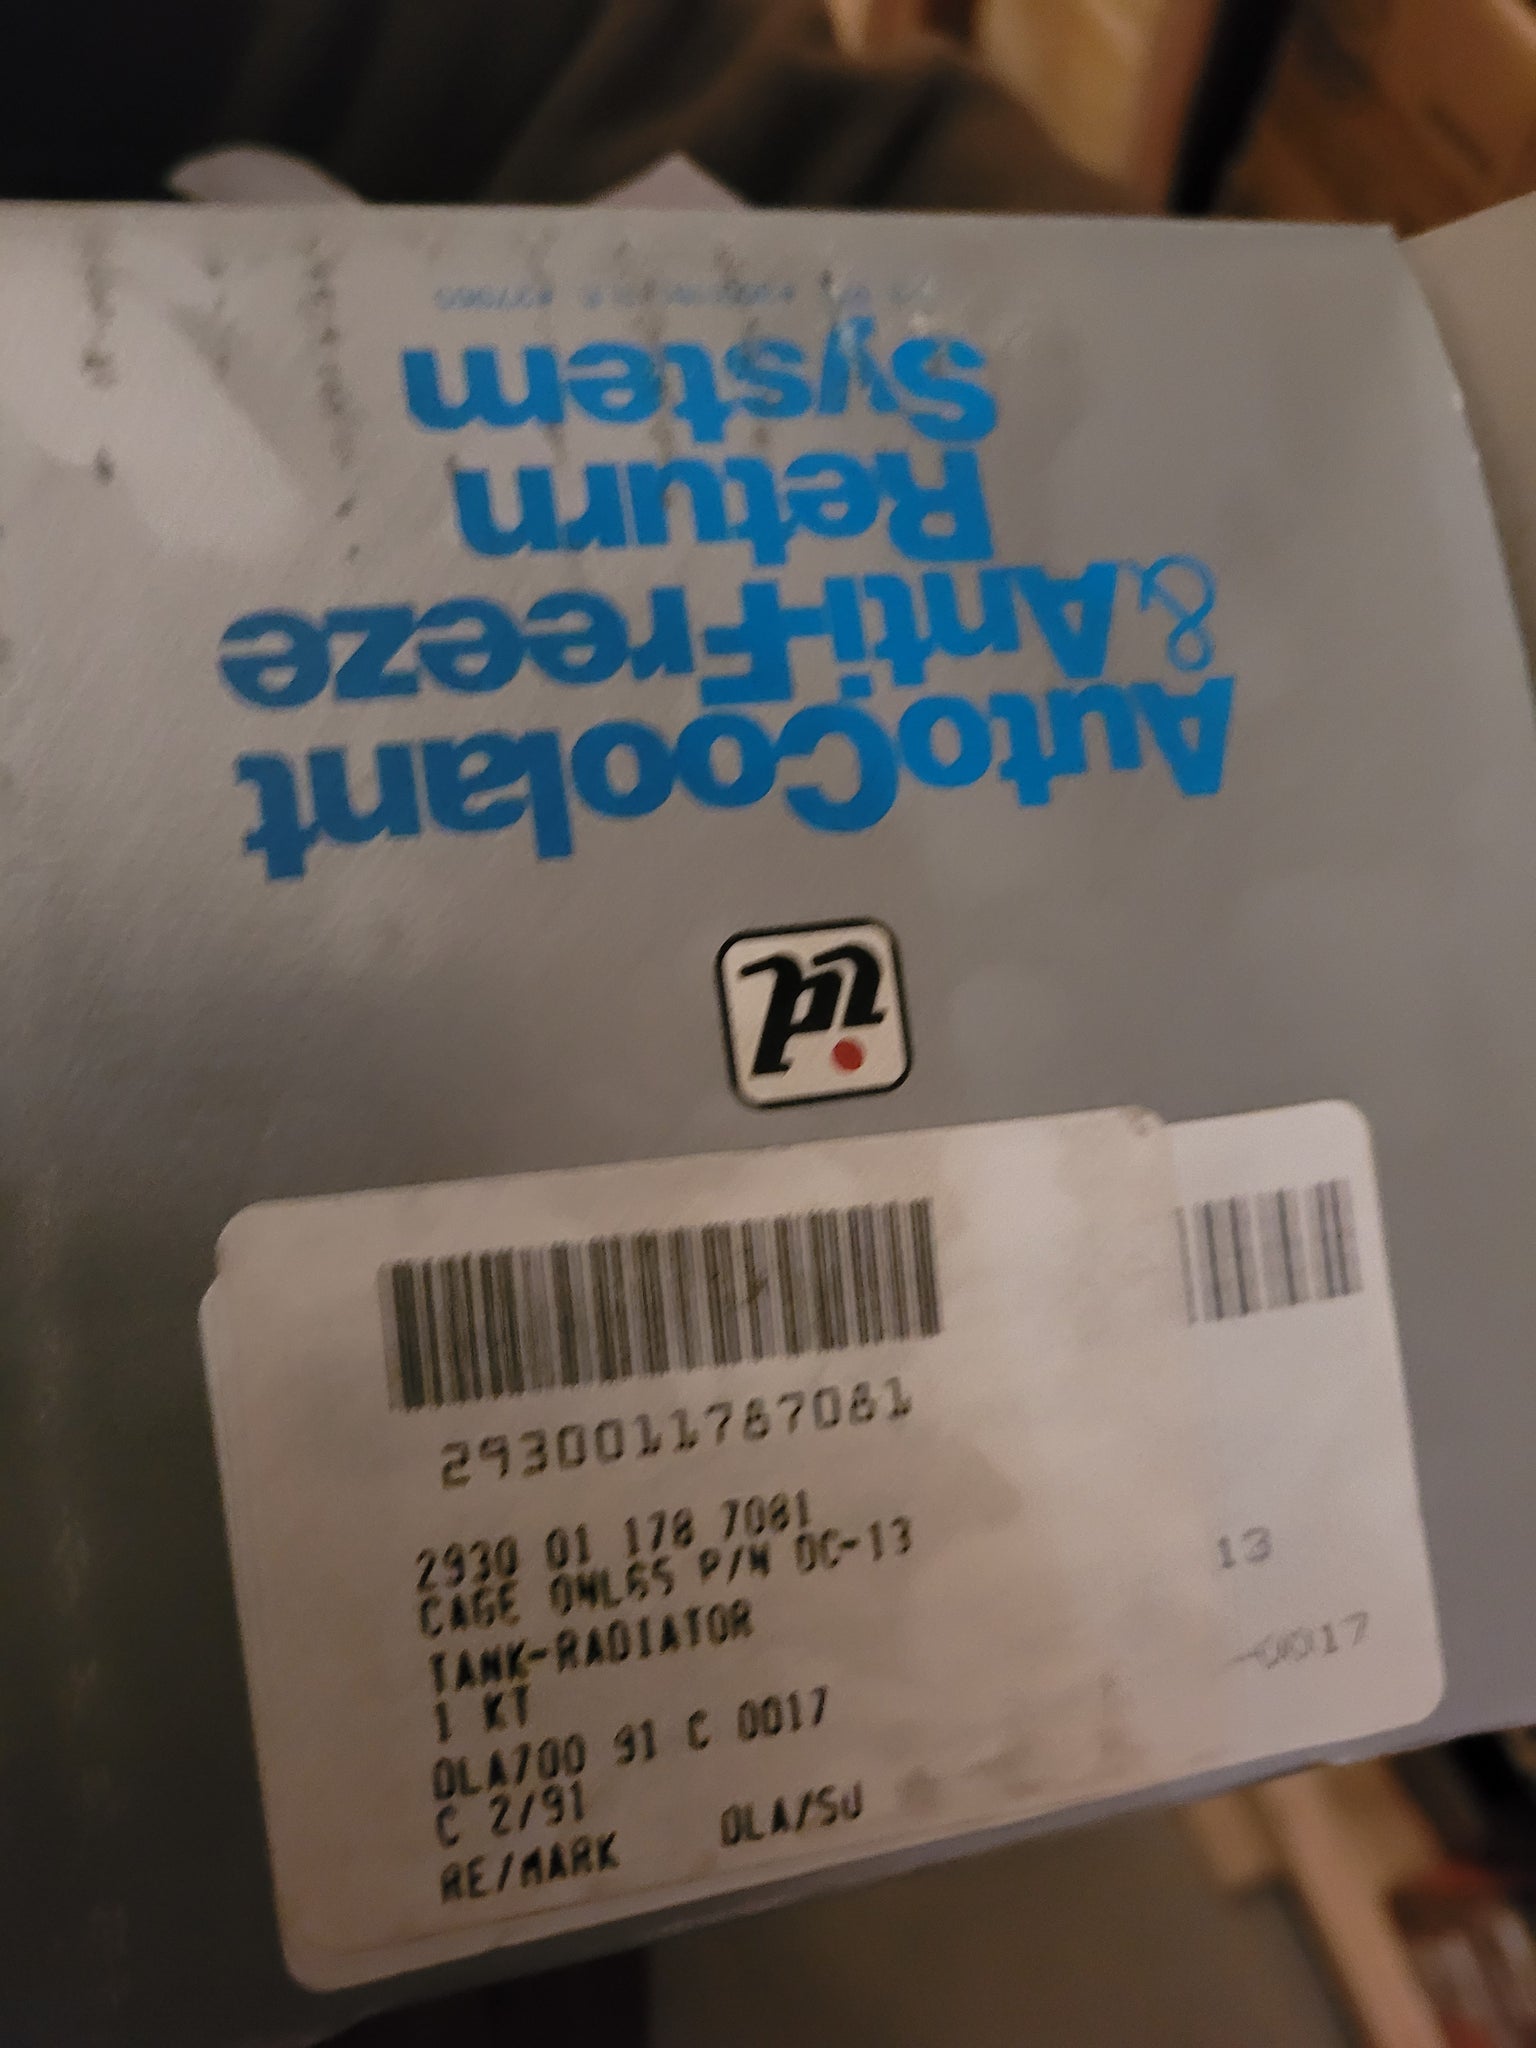 AutoCoolant
& Anti-Freeze
Return
System
2930011787081
2930 01 178 7081
CAGE 0WL65 P/N DC-13
TANK-RADIATOR
1 KT
DLA700 91 C 0017
C 2/91
RE/MARK DLA/SU
13
0017